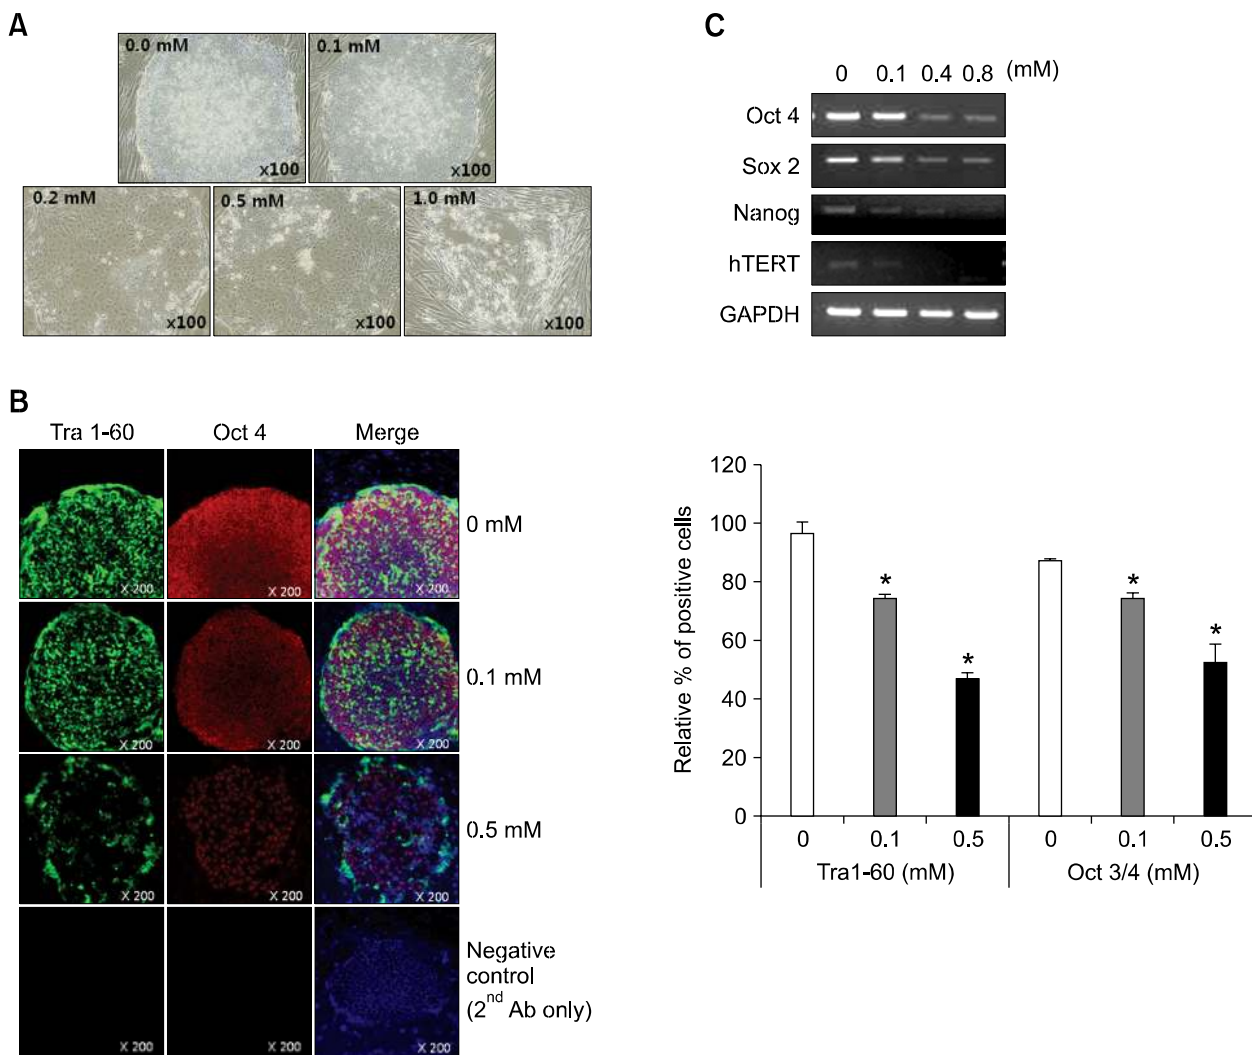 A
0.0 mM
x100
0.1 mM
x100
0.2 mM
x100
0.5 mM
x100
1.0 mM
x100
C
0 0.1 0.4 0.8 (mM)
Oct 4
Sox 2
Nanog
hTERT
GAPDH
B
Tra 1-60 Oct 4 Merge
X 200 X 200 X 200
0 mM
X 200 X 200 X 200
0.1 mM
X 200 X 200 X 200
0.5 mM
X 200 X 200 X 200
Negative
control
(2nd Ab only)
Relative % of positive cells
120
100
80
60
40
20
0
* *
* *
0 0.1 0.5 0 0.1 0.5
Tra1-60 (mM) Oct 3/4 (mM)